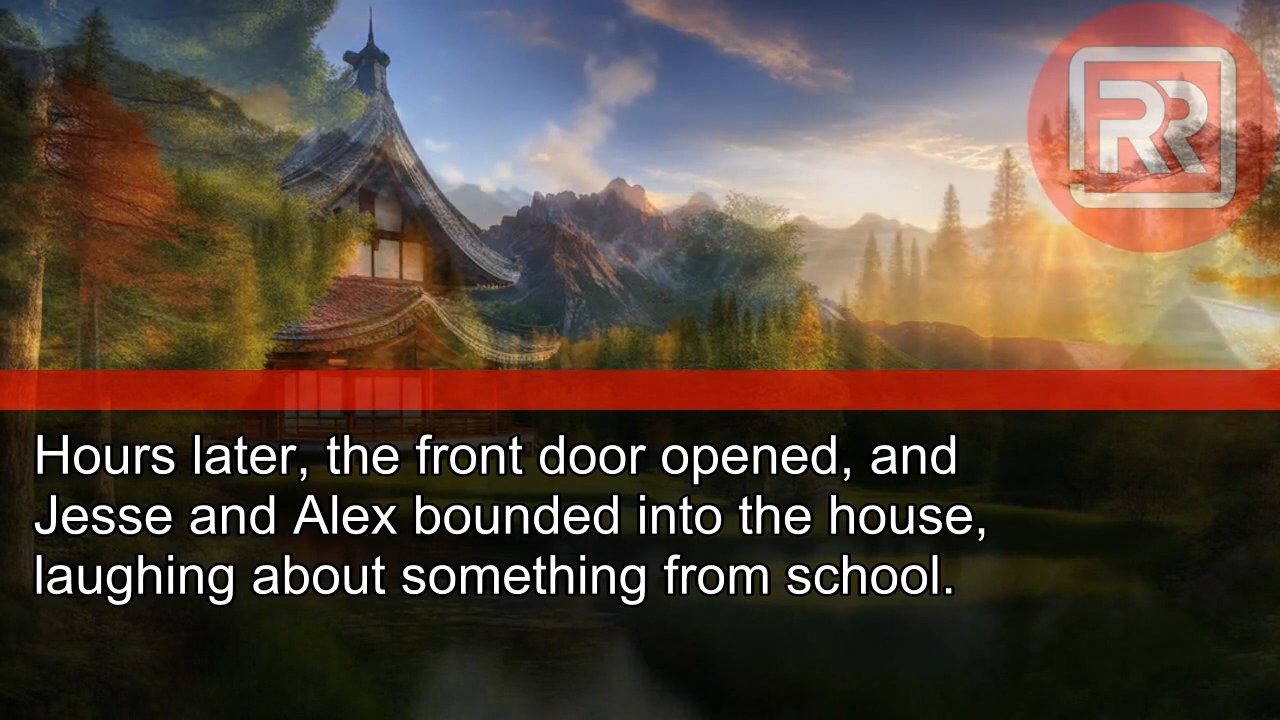 RR
Hours later, the front door opened, and
Jesse and Alex bounded into the house,
laughing about something from school.